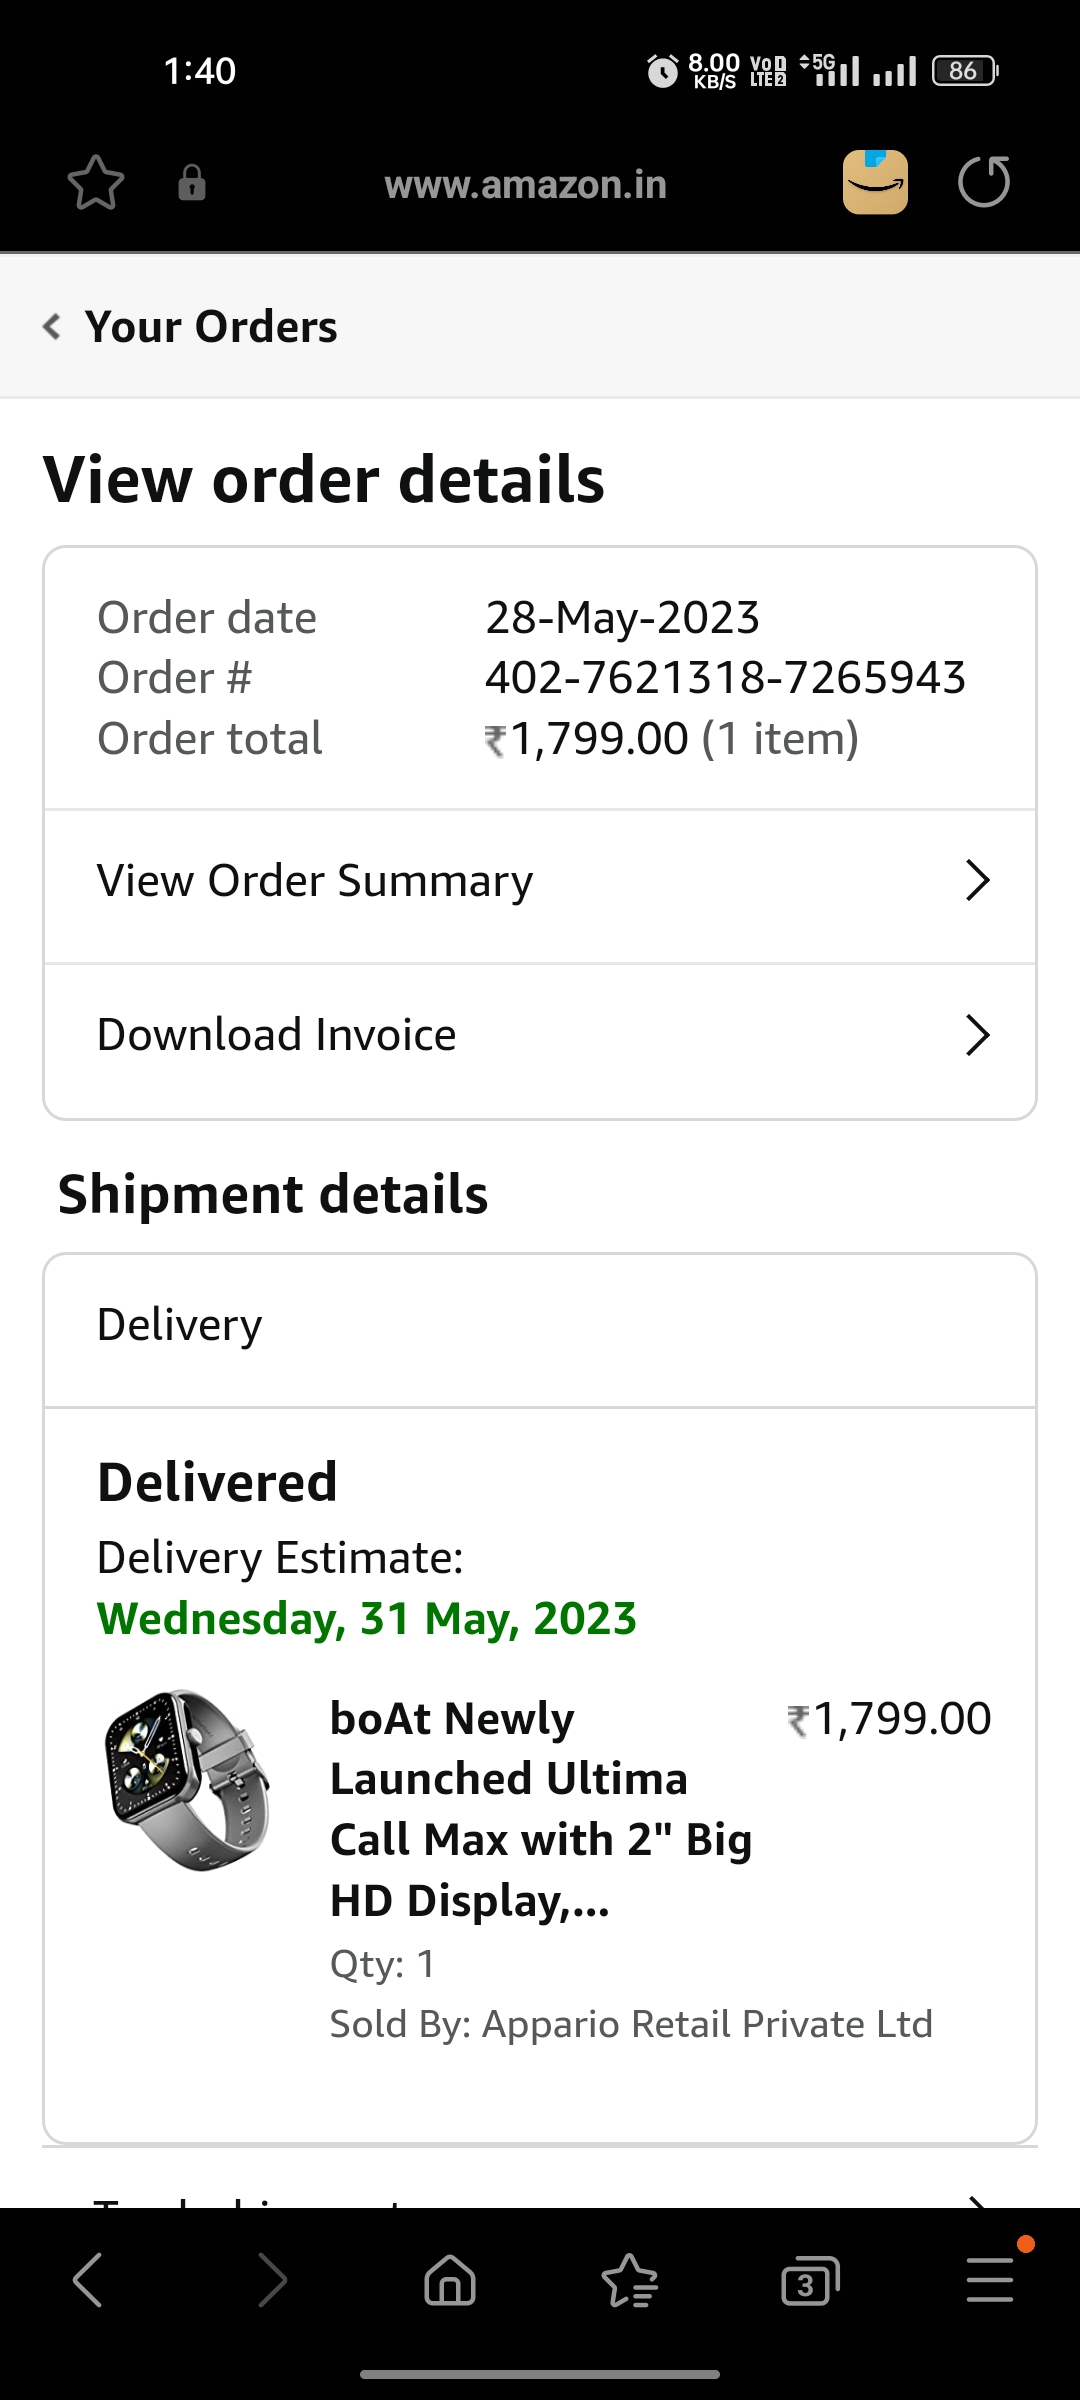 1:40
8.00 KB/S
VoD LTE2
5G
86
www.amazon.in
Your Orders
View order details
Order date 28-May-2023
Order # 402-7621318-7265943
Order total ₹1,799.00 (1 item)
View Order Summary
Download Invoice
Shipment details
Delivery
Delivered
Delivery Estimate:
Wednesday, 31 May, 2023
boAt Newly ₹1,799.00
Launched Ultima
Call Max with 2" Big
HD Display,...
Qty: 1
Sold By: Appario Retail Private Ltd
3